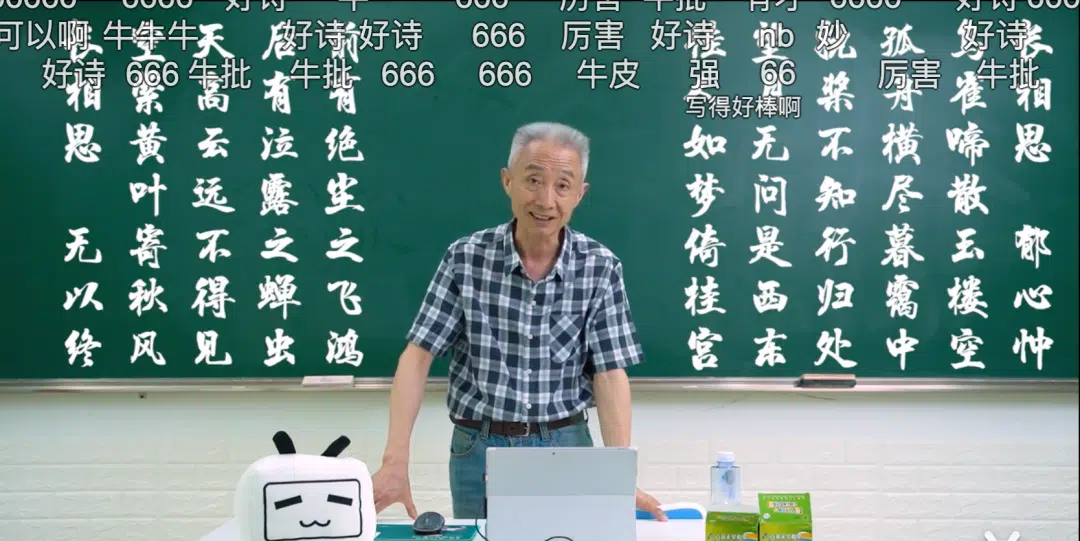 可以啊 牛牛牛 好诗 好诗 666 厉害 好诗 nb 妙 好诗
好诗 666 牛批 牛批 666 666 牛皮 强 66 厉害 牛批
写得好棒啊
长相思 郁心忡
鸟雀啼散玉楼空
孤舟横尽暮霭中
桨不知行归处
无问是西东
如梦倚桂宫
前有绝尘之飞鸿
后有泣露之蝉虫
天高云远不得见
黄叶寄秋风
相思 无以终